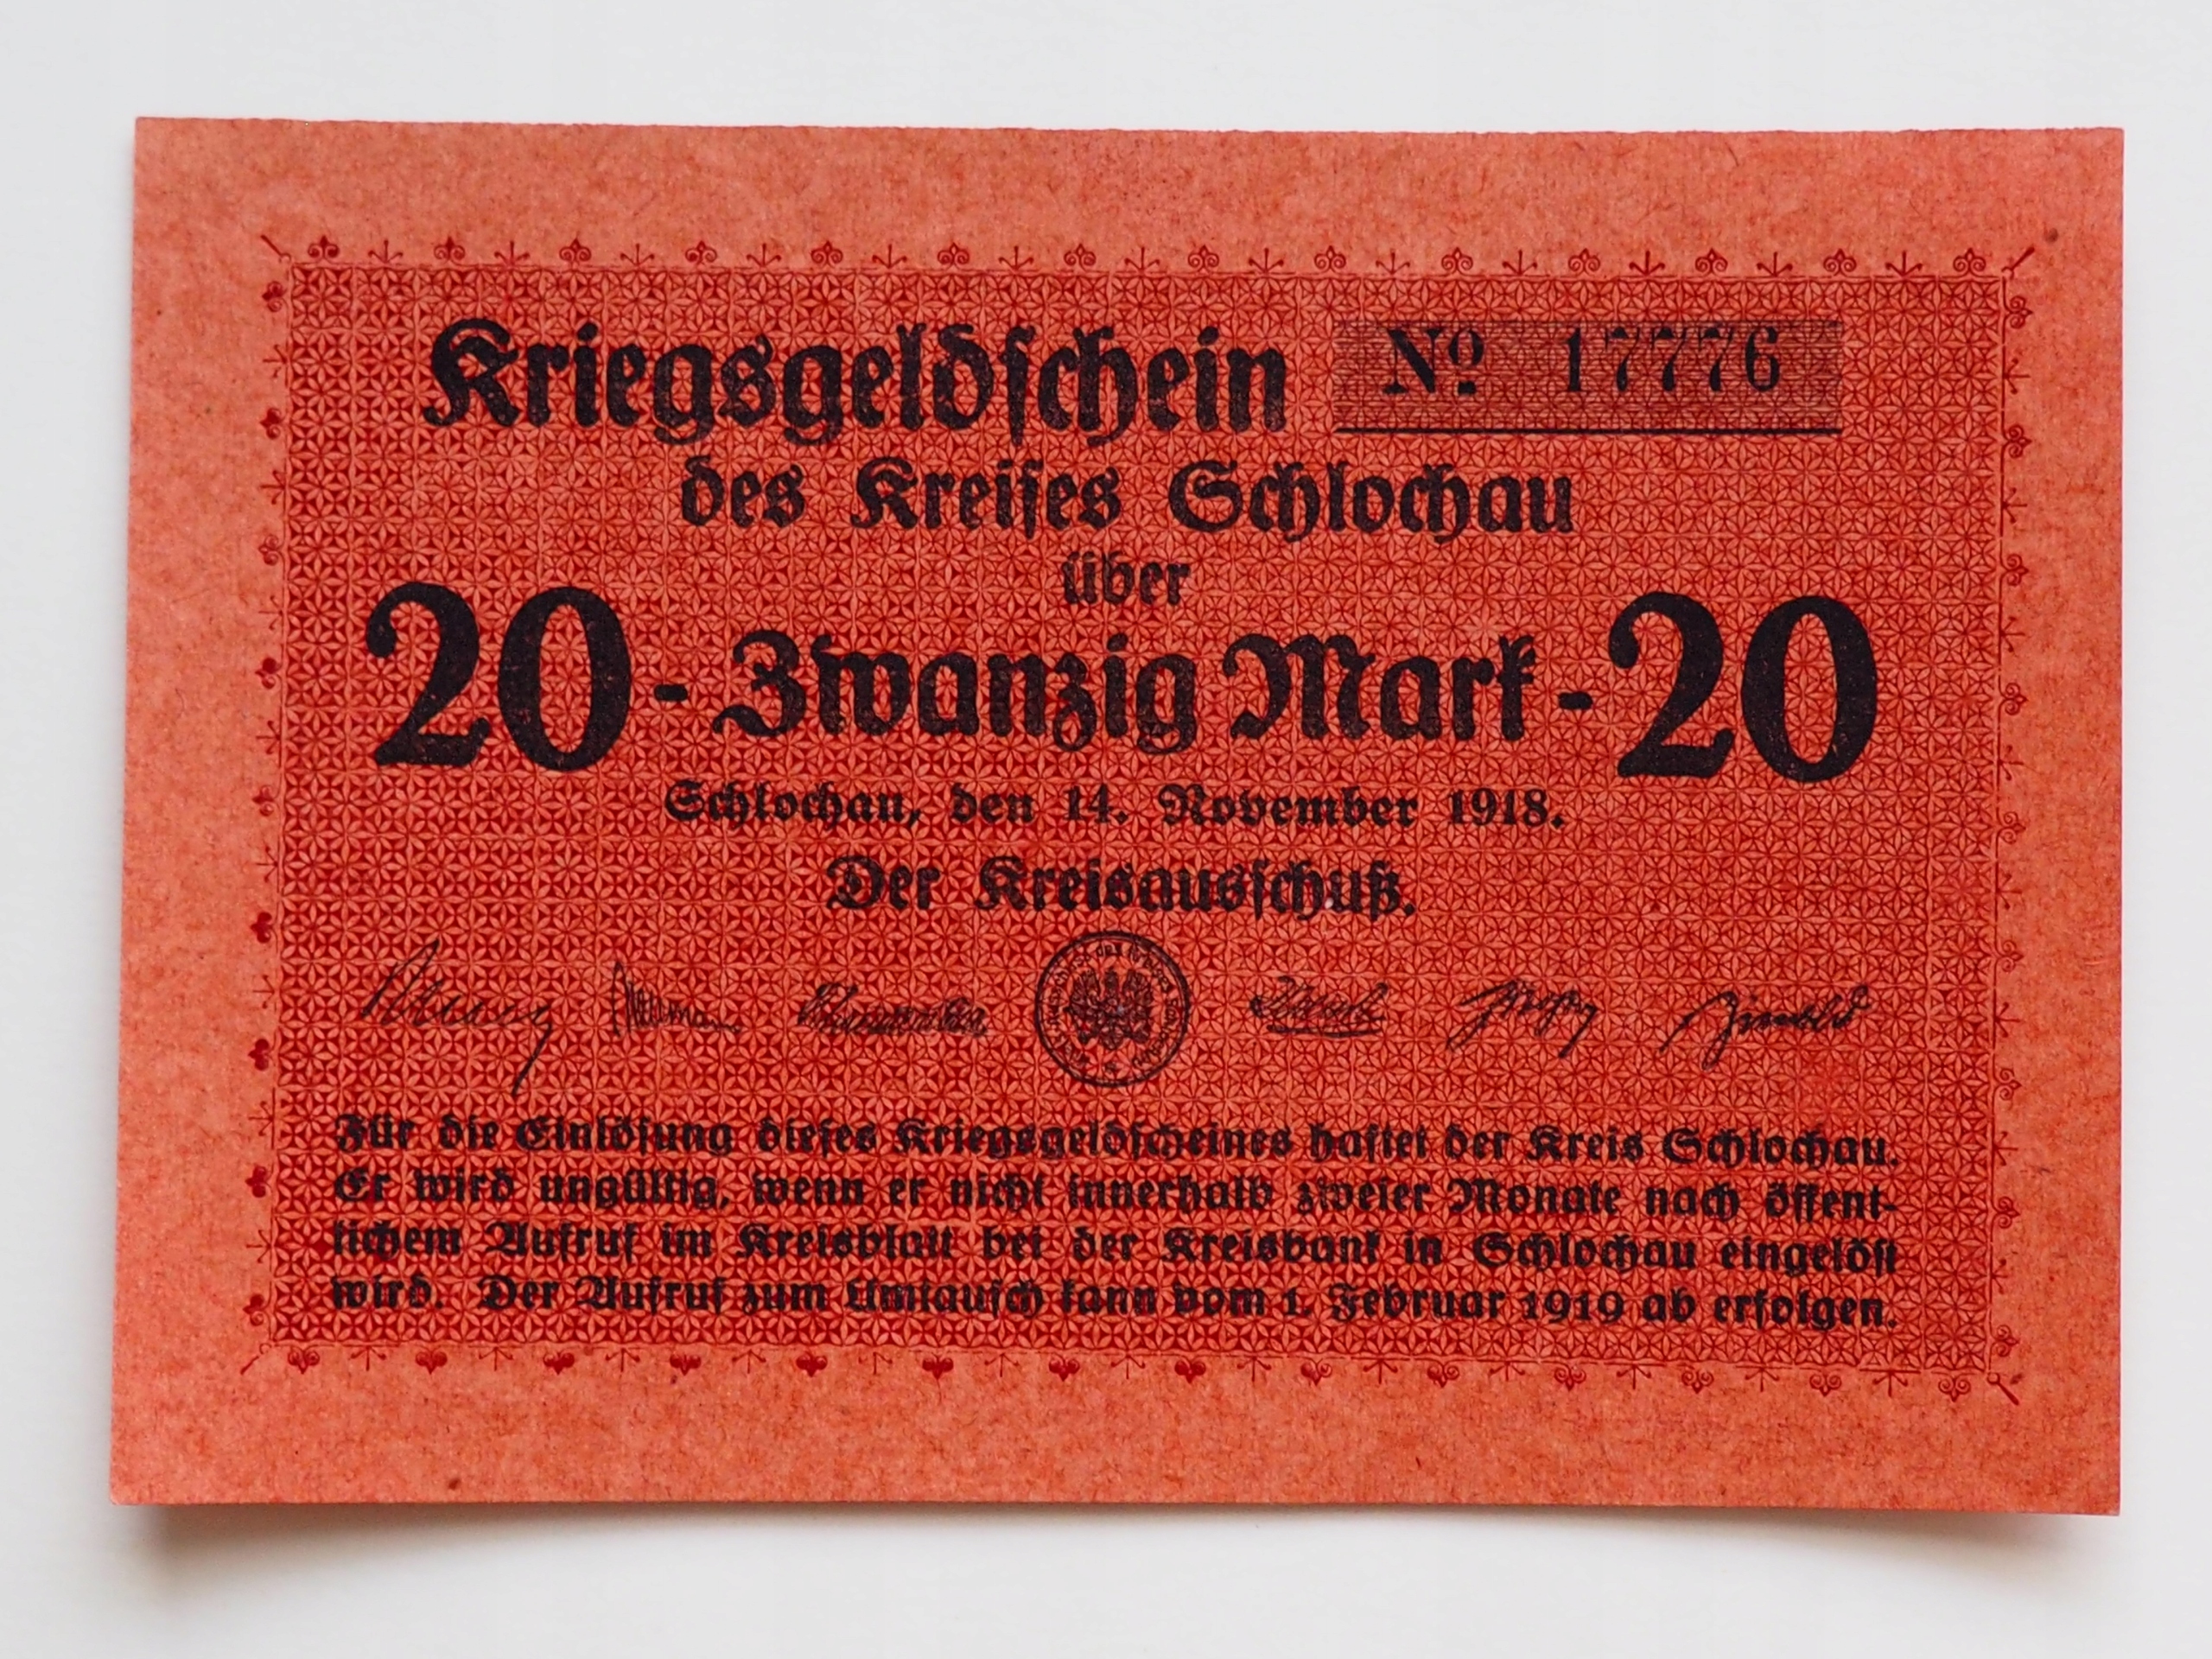 Kriegsgeldschein
№ 17776
des Kreises Schlochau
über
20 - Zwanzig Mark - 20
Schlochau, den 14. November 1918.
Der Kreisausschuß.
Für die Einlösung dieses Kriegsgeldscheines haftet der Kreis Schlochau.
Er wird ungültig, wenn er nicht innerhalb zweier Monate nach öffent-
lichem Aufruf im Kreisblatt bei der Kreisbank in Schlochau eingelöst
wird. Der Aufruf zum Umtausch kann vom 1. Februar 1919 ab erfolgen.